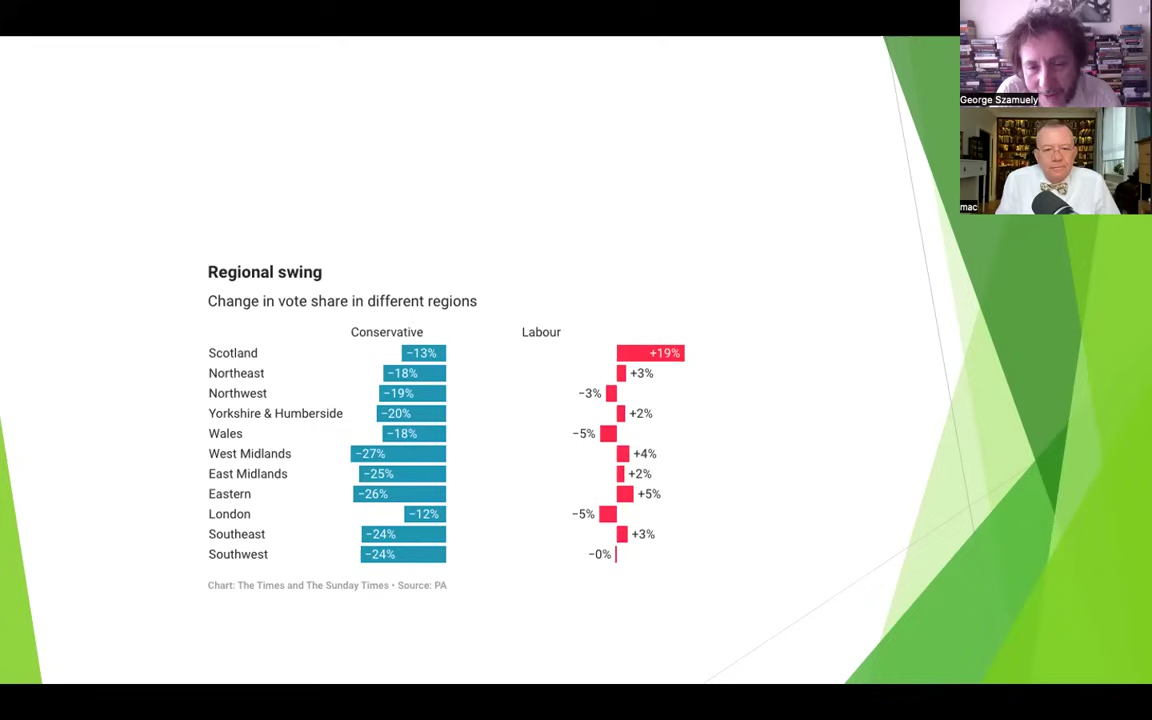 George Szamuely
mac
Regional swing
Change in vote share in different regions
Conservative Labour
Scotland −13% +19%
Northeast −18% +3%
Northwest −19% −3%
Yorkshire & Humberside −20% +2%
Wales −18% −5%
West Midlands −27% +4%
East Midlands −25% +2%
Eastern −26% +5%
London −12% −5%
Southeast −24% +3%
Southwest −24% −0%
Chart: The Times and The Sunday Times • Source: PA